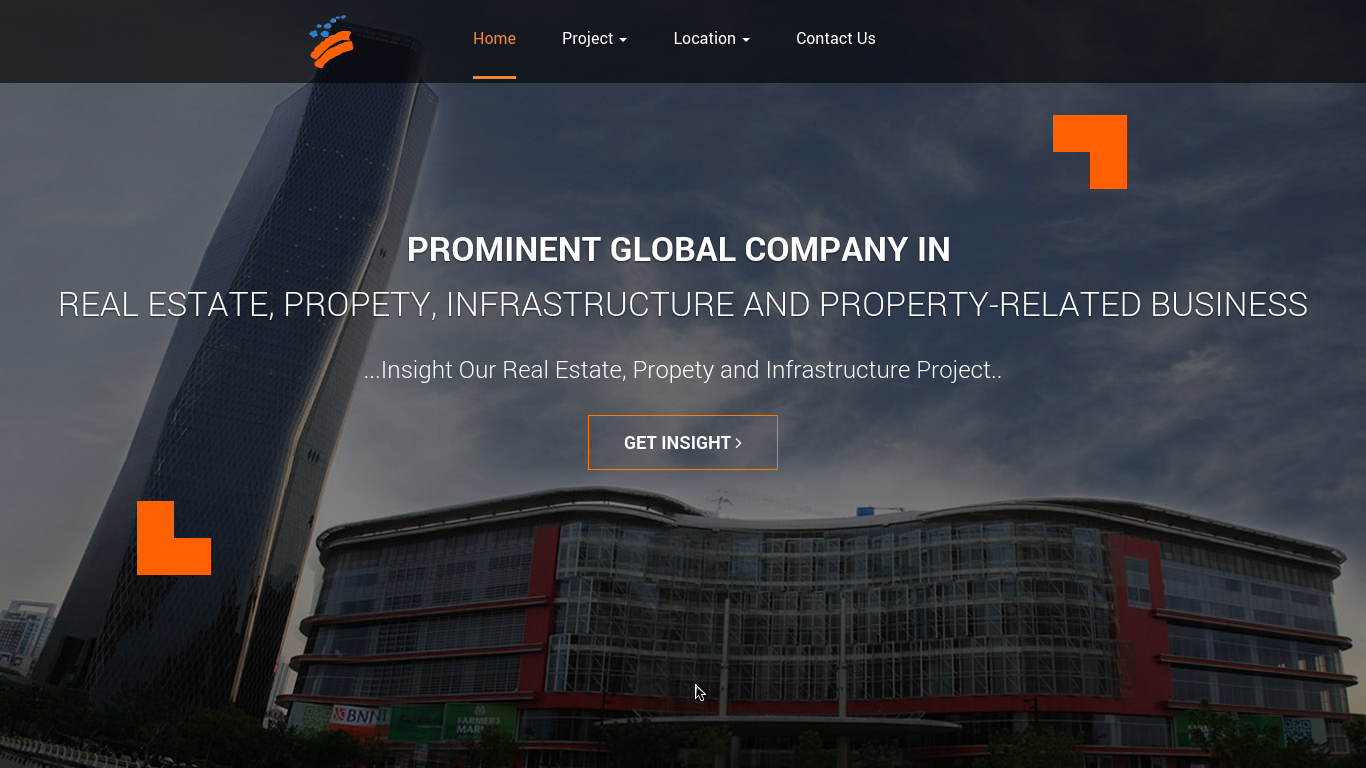 Home Project Location Contact Us
PROMINENT GLOBAL COMPANY IN
REAL ESTATE, PROPETY, INFRASTRUCTURE AND PROPERTY-RELATED BUSINESS
...Insight Our Real Estate, Propety and Infrastructure Project..
GET INSIGHT
BNI
FARMERS